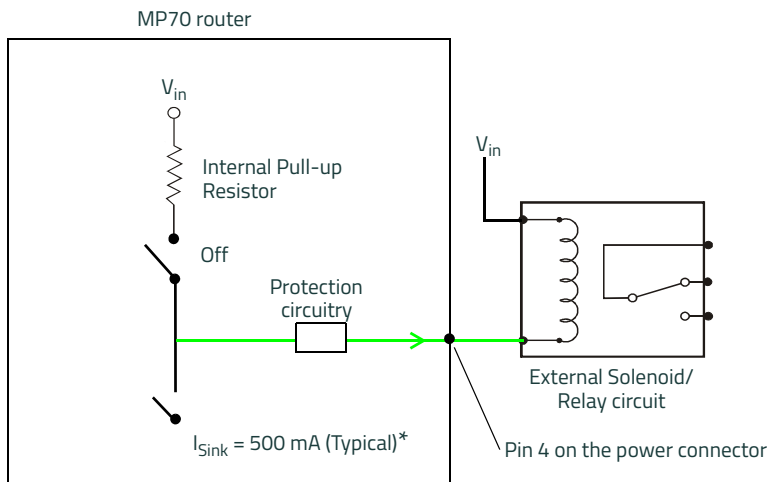 MP70 router
Vin
Internal Pull-up
Resistor
Off
Protection
circuitry
Vin
External Solenoid/
Relay circuit
ISink = 500 mA (Typical)*
Pin 4 on the power connector